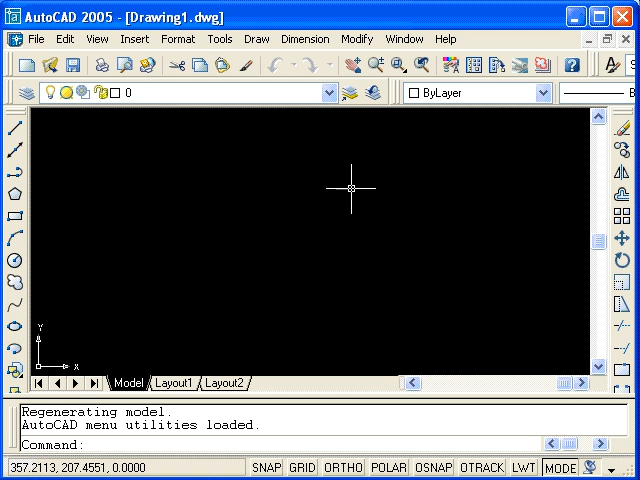 AutoCAD 2005 - [Drawing1.dwg]
File Edit View Insert Format Tools Draw Dimension Modify Window Help
0 ByLayer
Y
X
Model Layout1 Layout2
Regenerating model.
AutoCAD menu utilities loaded.
Command:
357.2113, 207.4551, 0.0000 SNAP GRID ORTHO POLAR OSNAP OTRACK LWT MODE